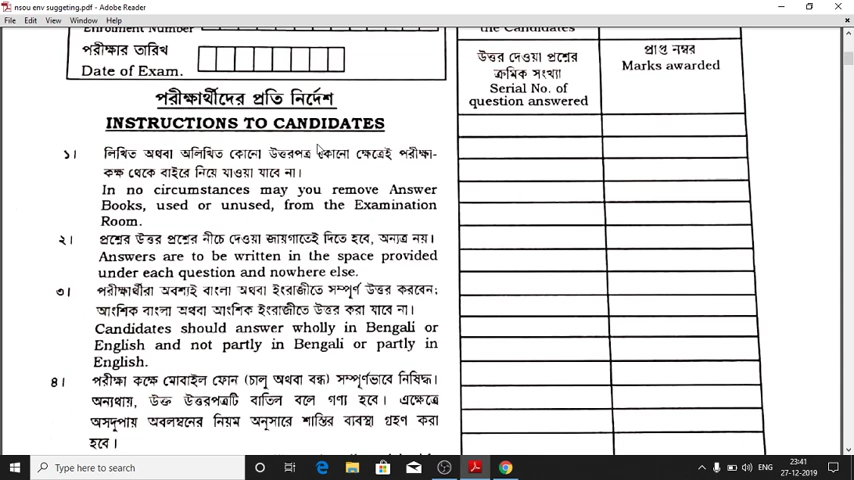 nsou env suggeting.pdf - Adobe Reader
File Edit View Window Help
Enrolment Number
the Candidates
পরীক্ষার তারিখ
Date of Exam.
উত্তর দেওয়া প্রশ্নের
ক্রমিক সংখ্যা
Serial No. of
question answered
প্রাপ্ত নম্বর
Marks awarded
পরীক্ষার্থীদের প্রতি নির্দেশ
INSTRUCTIONS TO CANDIDATES
১। লিখিত অথবা অলিখিত কোনো উত্তরপত্র কোনো ক্ষেত্রেই পরীক্ষা-
কক্ষ থেকে বাইরে নিয়ে যাওয়া যাবে না।
In no circumstances may you remove Answer
Books, used or unused, from the Examination
Room.
২। প্রশ্নের উত্তর প্রশ্নের নীচে দেওয়া জায়গাতেই দিতে হবে, অন্যত্র নয়।
Answers are to be written in the space provided
under each question and nowhere else.
৩। পরীক্ষার্থীরা অবশ্যই বাংলা অথবা ইংরাজীতে সম্পূর্ণ উত্তর করবেন;
আংশিক বাংলা অথবা আংশিক ইংরাজীতে উত্তর করা যাবে না।
Candidates should answer wholly in Bengali or
English and not partly in Bengali or partly in
English.
৪। পরীক্ষা কক্ষে মোবাইল ফোন (চালু অথবা বন্ধ) সম্পূর্ণভাবে নিষিদ্ধ।
অন্যথায়, উক্ত উত্তরপত্রটি বাতিল বলে গণ্য হবে। এক্ষেত্রে
অসদুপায় অবলম্বনের নিয়ম অনুসারে শাস্তির ব্যবস্থা গ্রহণ করা
হবে।
Type here to search
ENG
23:41
27-12-2019